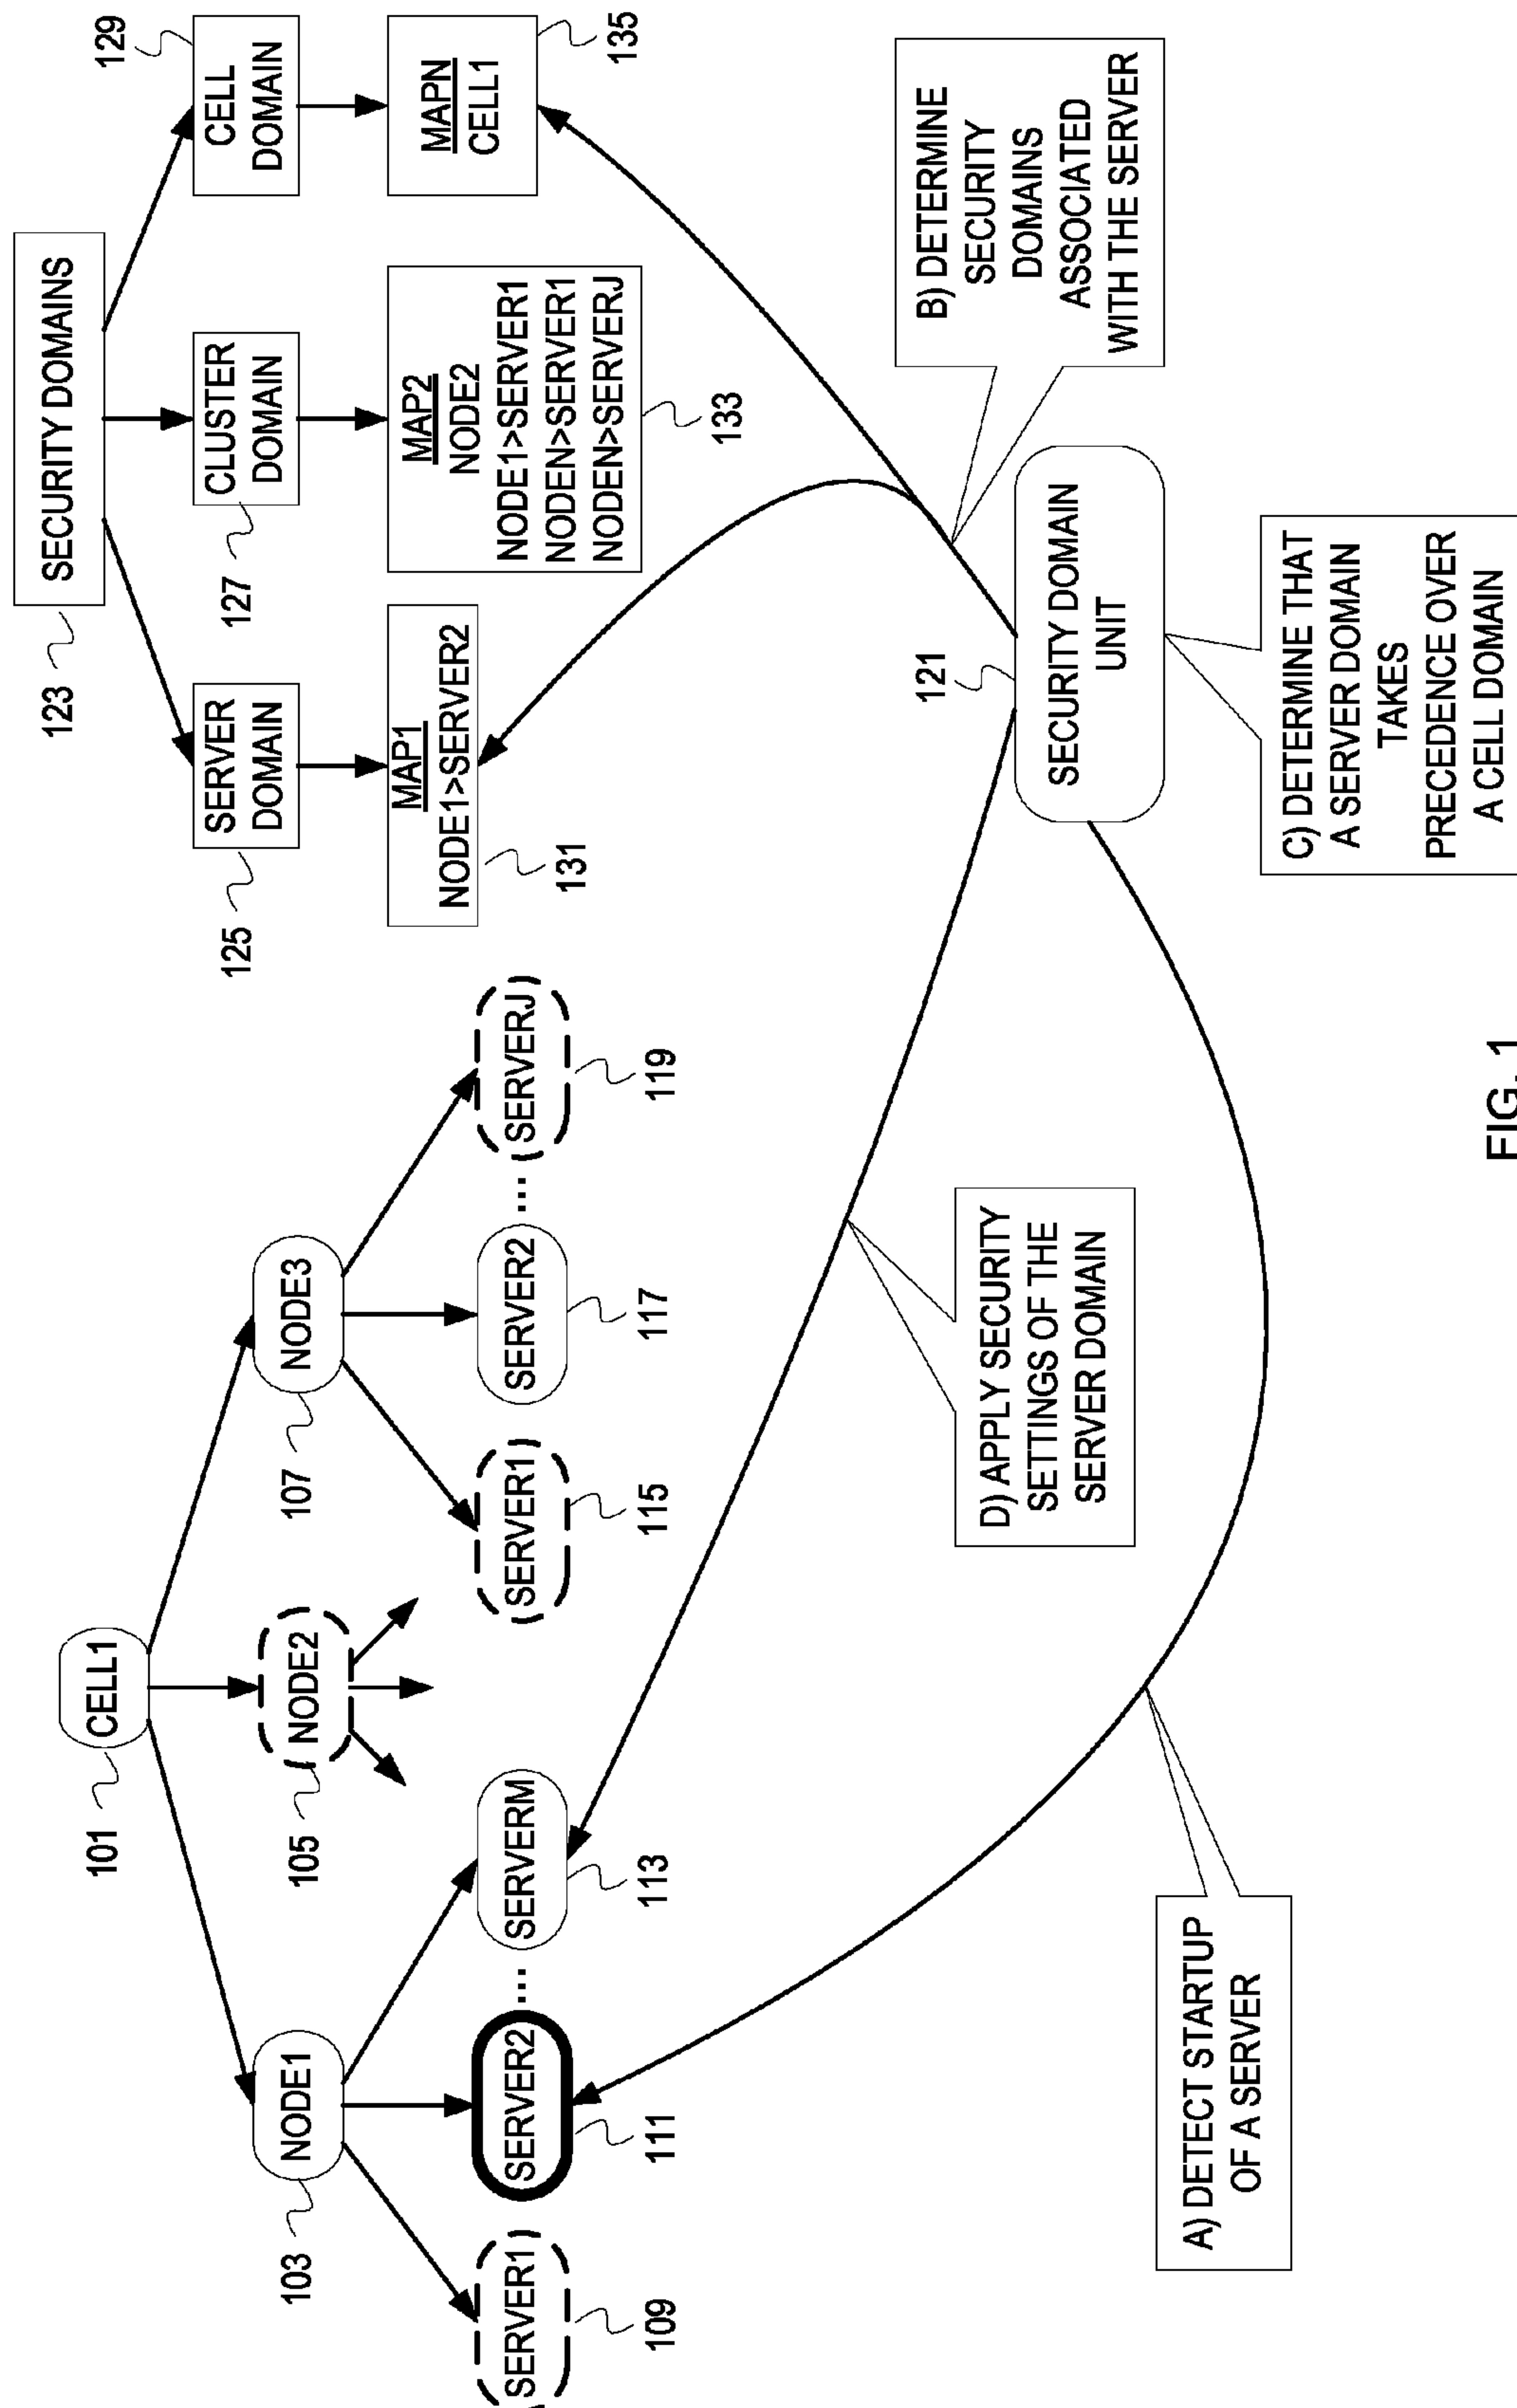 CELL1
101
NODE1
103
NODE2
105
NODE3
107
SERVER1
109
SERVER2
111
...
SERVERM
113
SERVER1
115
SERVER2
117
...
SERVERJ
119
SECURITY DOMAINS
123
SERVER
DOMAIN
125
CLUSTER
DOMAIN
127
CELL
DOMAIN
129
MAP1
NODE1>SERVER2
131
MAP2
NODE2
NODE1>SERVER1
NODEN>SERVER1
NODEN>SERVERJ
133
MAPN
CELL1
135
A) DETECT STARTUP
OF A SERVER
D) APPLY SECURITY
SETTINGS OF THE
SERVER DOMAIN
121
SECURITY DOMAIN
UNIT
B) DETERMINE
SECURITY
DOMAINS
ASSOCIATED
WITH THE SERVER
C) DETERMINE THAT
A SERVER DOMAIN
TAKES
PRECEDENCE OVER
A CELL DOMAIN
FIG. 1